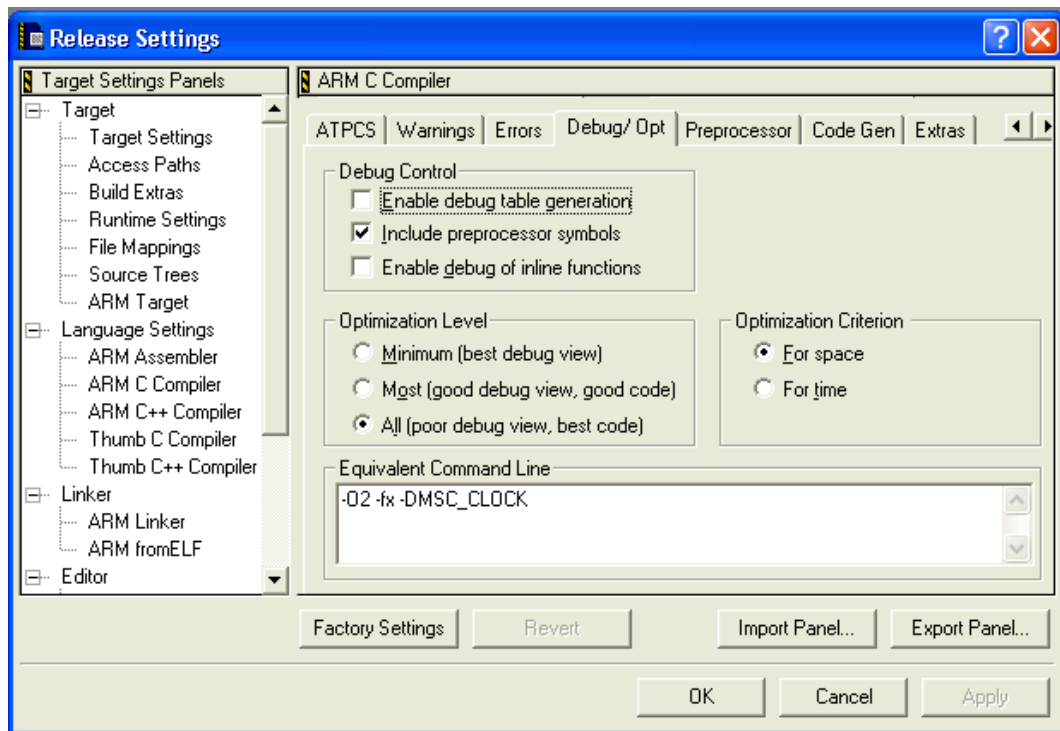 Release Settings
Target Settings Panels
Target
Target Settings
Access Paths
Build Extras
Runtime Settings
File Mappings
Source Trees
ARM Target
Language Settings
ARM Assembler
ARM C Compiler
ARM C++ Compiler
Thumb C Compiler
Thumb C++ Compiler
Linker
ARM Linker
ARM fromELF
Editor
ARM C Compiler
ATPCS Warnings Errors Debug/ Opt Preprocessor Code Gen Extras
Debug Control
Enable debug table generation
Include preprocessor symbols
Enable debug of inline functions
Optimization Level
Minimum (best debug view)
Most (good debug view, good code)
All (poor debug view, best code)
Optimization Criterion
For space
For time
Equivalent Command Line
-O2 -fx -DMSC_CLOCK
Factory Settings Revert Import Panel... Export Panel...
OK Cancel Apply